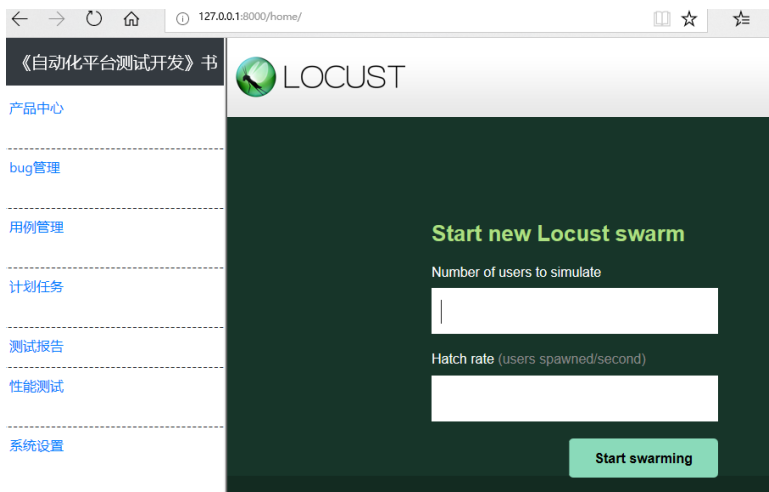 127.0.0.1:8000/home/
《自动化平台测试开发》书
LOCUST
产品中心
bug管理
用例管理
计划任务
测试报告
性能测试
系统设置
Start new Locust swarm
Number of users to simulate
Hatch rate (users spawned/second)
Start swarming